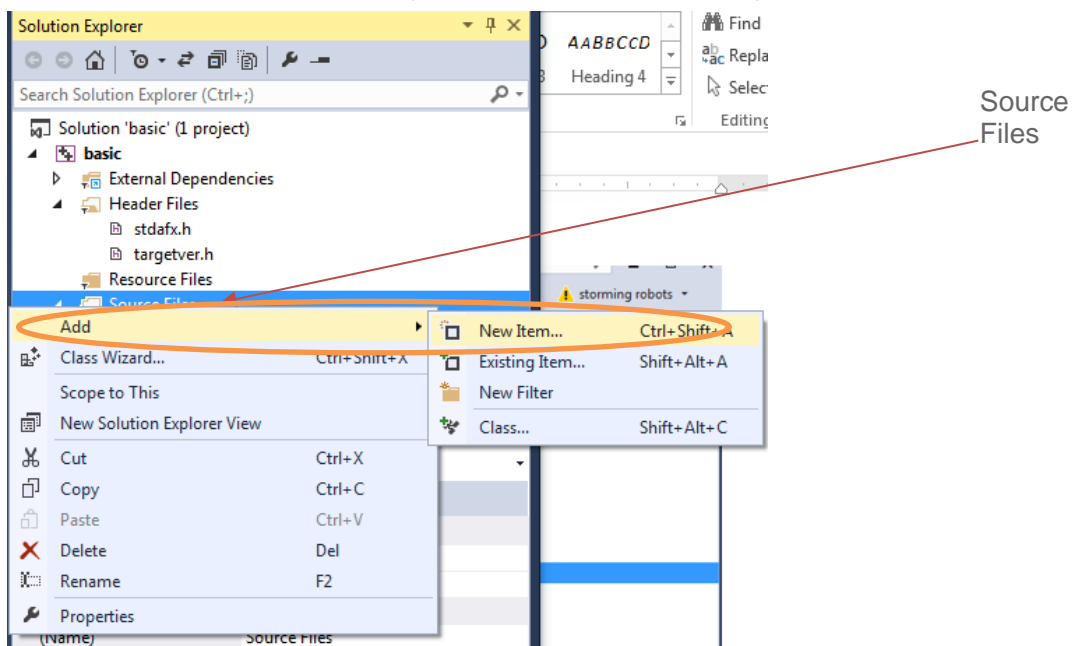 Solution Explorer
Search Solution Explorer (Ctrl+;)
Solution 'basic' (1 project)
basic
External Dependencies
Header Files
stdafx.h
targetver.h
Resource Files
Source Files
Add
Class Wizard... Ctrl+Shift+X
Scope to This
New Solution Explorer View
Cut Ctrl+X
Copy Ctrl+C
Paste Ctrl+V
Delete Del
Rename F2
Properties
(Name) Source Files
New Item... Ctrl+Shift+A
Existing Item... Shift+Alt+A
New Filter
Class... Shift+Alt+C
AABBCCD
Heading 4
Find
Repla
Selec
Editing
storming robots
Source
Files